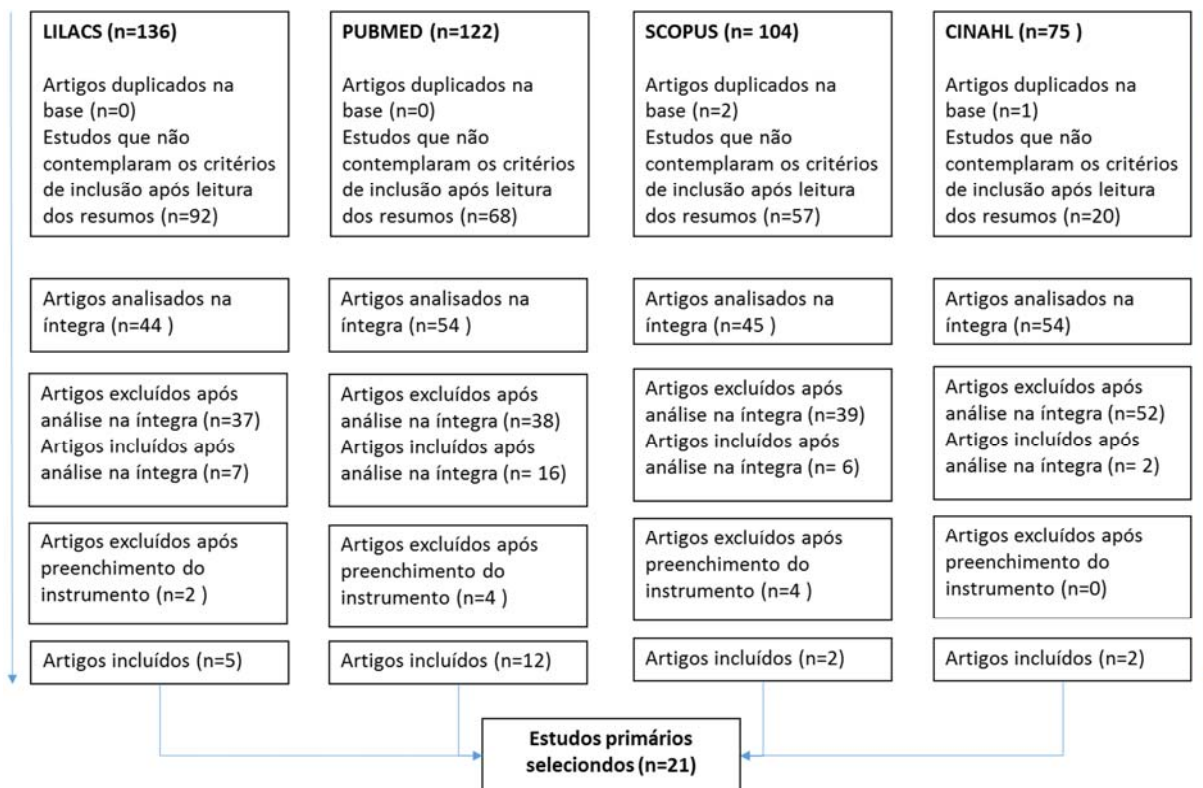 LILACS (n=136)
Artigos duplicados na
base (n=0)
Estudos que não
contemplaram os critérios
de inclusão após leitura
dos resumos (n=92)
Artigos analisados na
íntegra (n=44 )
Artigos excluídos após
análise na íntegra (n=37)
Artigos incluídos após
análise na íntegra (n=7)
Artigos excluídos após
preenchimento do
instrumento (n=2 )
Artigos incluídos (n=5)
PUBMED (n=122)
Artigos duplicados na
base (n=0)
Estudos que não
contemplaram os critérios
de inclusão após leitura
dos resumos (n=68)
Artigos analisados na
íntegra (n=54 )
Artigos excluídos após
análise na íntegra (n=38)
Artigos incluídos após
análise na íntegra (n= 16)
Artigos excluídos após
preenchimento do
instrumento (n=4 )
Artigos incluídos (n=12)
SCOPUS (n= 104)
Artigos duplicados na
base (n=2)
Estudos que não
contemplaram os critérios
de inclusão após leitura
dos resumos (n=57)
Artigos analisados na
íntegra (n=45 )
Artigos excluídos após
análise na íntegra (n=39)
Artigos incluídos após
análise na íntegra (n= 6)
Artigos excluídos após
preenchimento do
instrumento (n=4 )
Artigos incluídos (n=2)
CINAHL (n=75 )
Artigos duplicados na
base (n=1)
Estudos que não
contemplaram os critérios
de inclusão após leitura
dos resumos (n=20)
Artigos analisados na
íntegra (n=54)
Artigos excluídos após
análise na íntegra (n=52)
Artigos incluídos após
análise na íntegra (n= 2)
Artigos excluídos após
preenchimento do
instrumento (n=0)
Artigos incluídos (n=2)
Estudos primários
seleciondos (n=21)